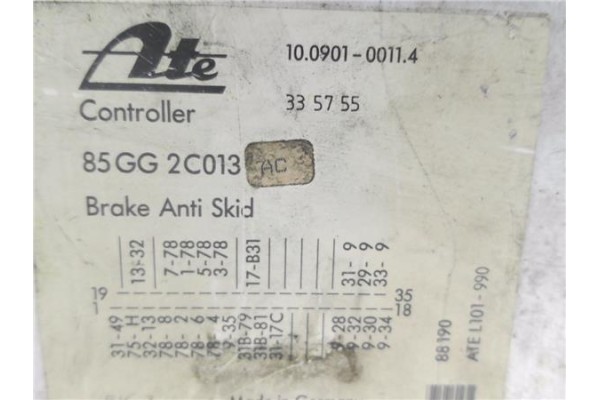 Ate
10.0901-0011.4
Controller
33 57 55
85GG 2C013 AC
Brake Anti Skid
13-32 7-78 1-78 5-78 3-78 17-B31 31-9 29-9 33-9
19 35
1 18
31-49 75-H 32-13 78-8 78-2 78-6 78-4 9-35 31B-79 31B-81 31-17C 9-28 9-32 9-30 9-34
88190
ATE L101-990
Made in Germany